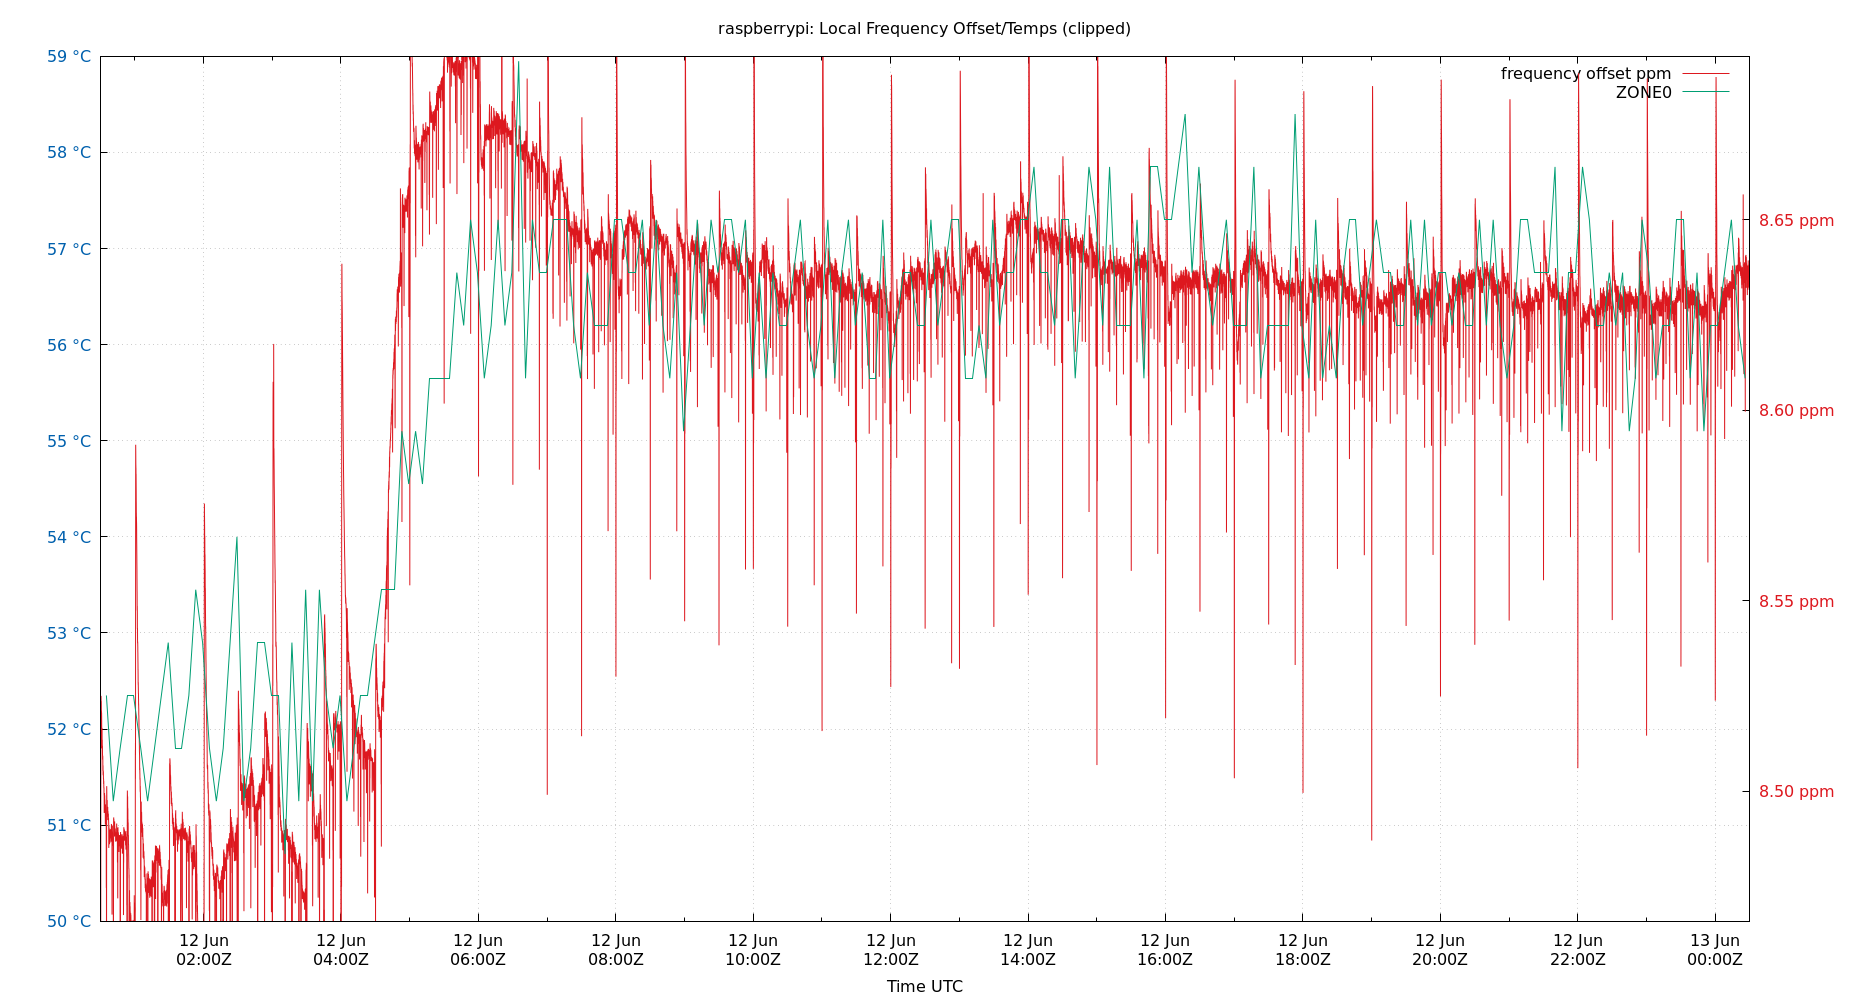 raspberrypi: Local Frequency Offset/Temps (clipped)
frequency offset ppm
ZONE0
59 °C
58 °C
57 °C
56 °C
55 °C
54 °C
53 °C
52 °C
51 °C
50 °C
8.65 ppm
8.60 ppm
8.55 ppm
8.50 ppm
12 Jun
02:00Z
12 Jun
04:00Z
12 Jun
06:00Z
12 Jun
08:00Z
12 Jun
10:00Z
12 Jun
12:00Z
12 Jun
14:00Z
12 Jun
16:00Z
12 Jun
18:00Z
12 Jun
20:00Z
12 Jun
22:00Z
13 Jun
00:00Z
Time UTC